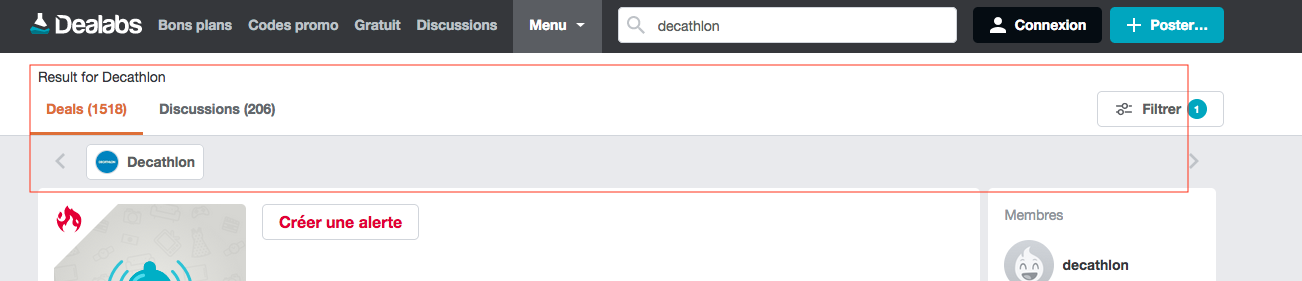 Dealabs Bons plans Codes promo Gratuit Discussions Menu decathlon Connexion Poster...
Result for Decathlon
Deals (1518) Discussions (206) Filtrer 1
Decathlon
Créer une alerte
Membres
decathlon